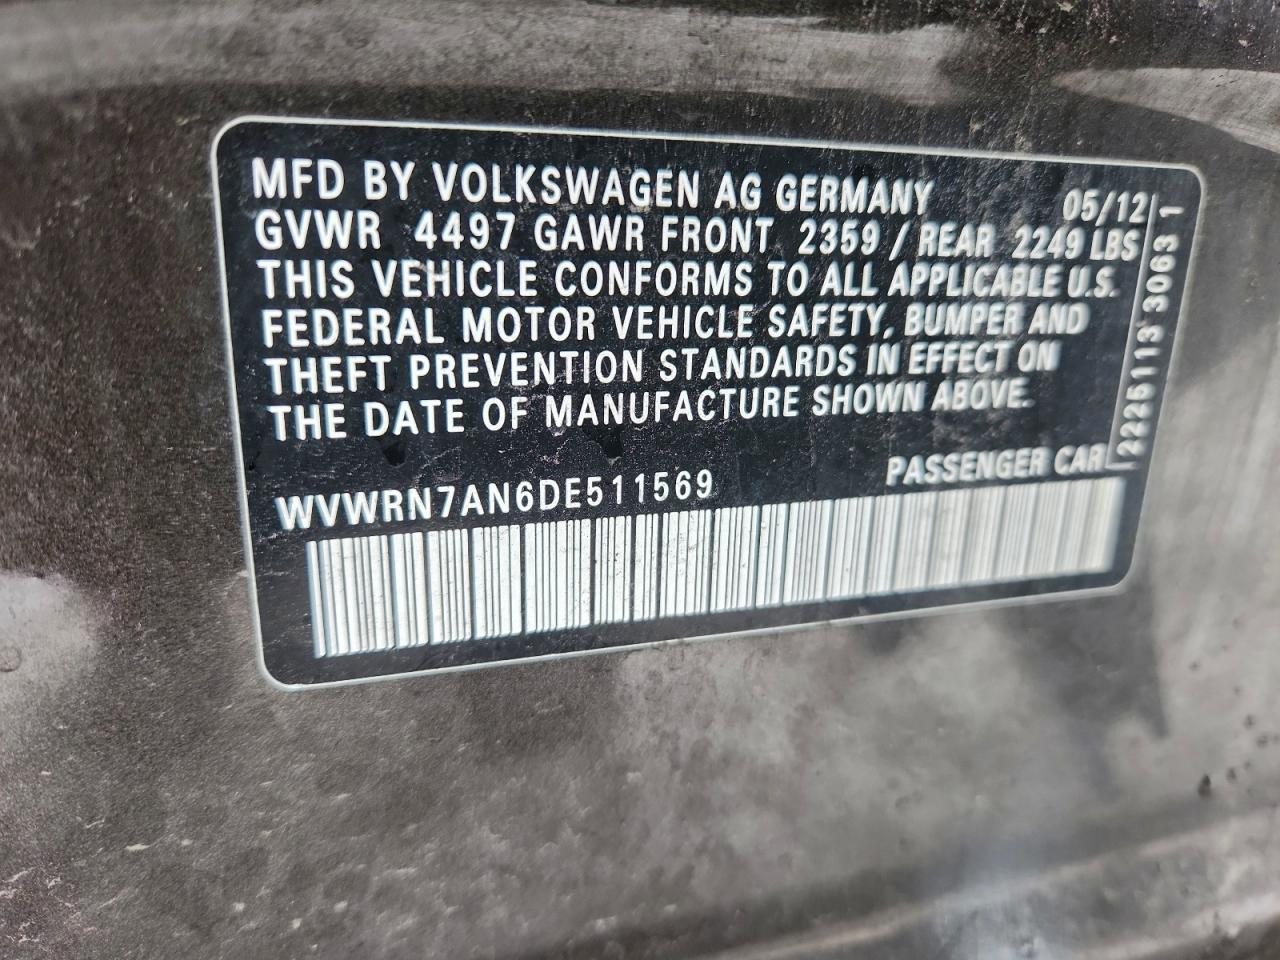 MFD BY VOLKSWAGEN AG GERMANY 05/12
GVWR 4497 GAWR FRONT 2359 / REAR 2249 LBS
THIS VEHICLE CONFORMS TO ALL APPLICABLE U.S.
FEDERAL MOTOR VEHICLE SAFETY, BUMPER AND
THEFT PREVENTION STANDARDS IN EFFECT ON
THE DATE OF MANUFACTURE SHOWN ABOVE.
PASSENGER CAR
WVWRN7AN6DE511569
2225113 3063 1